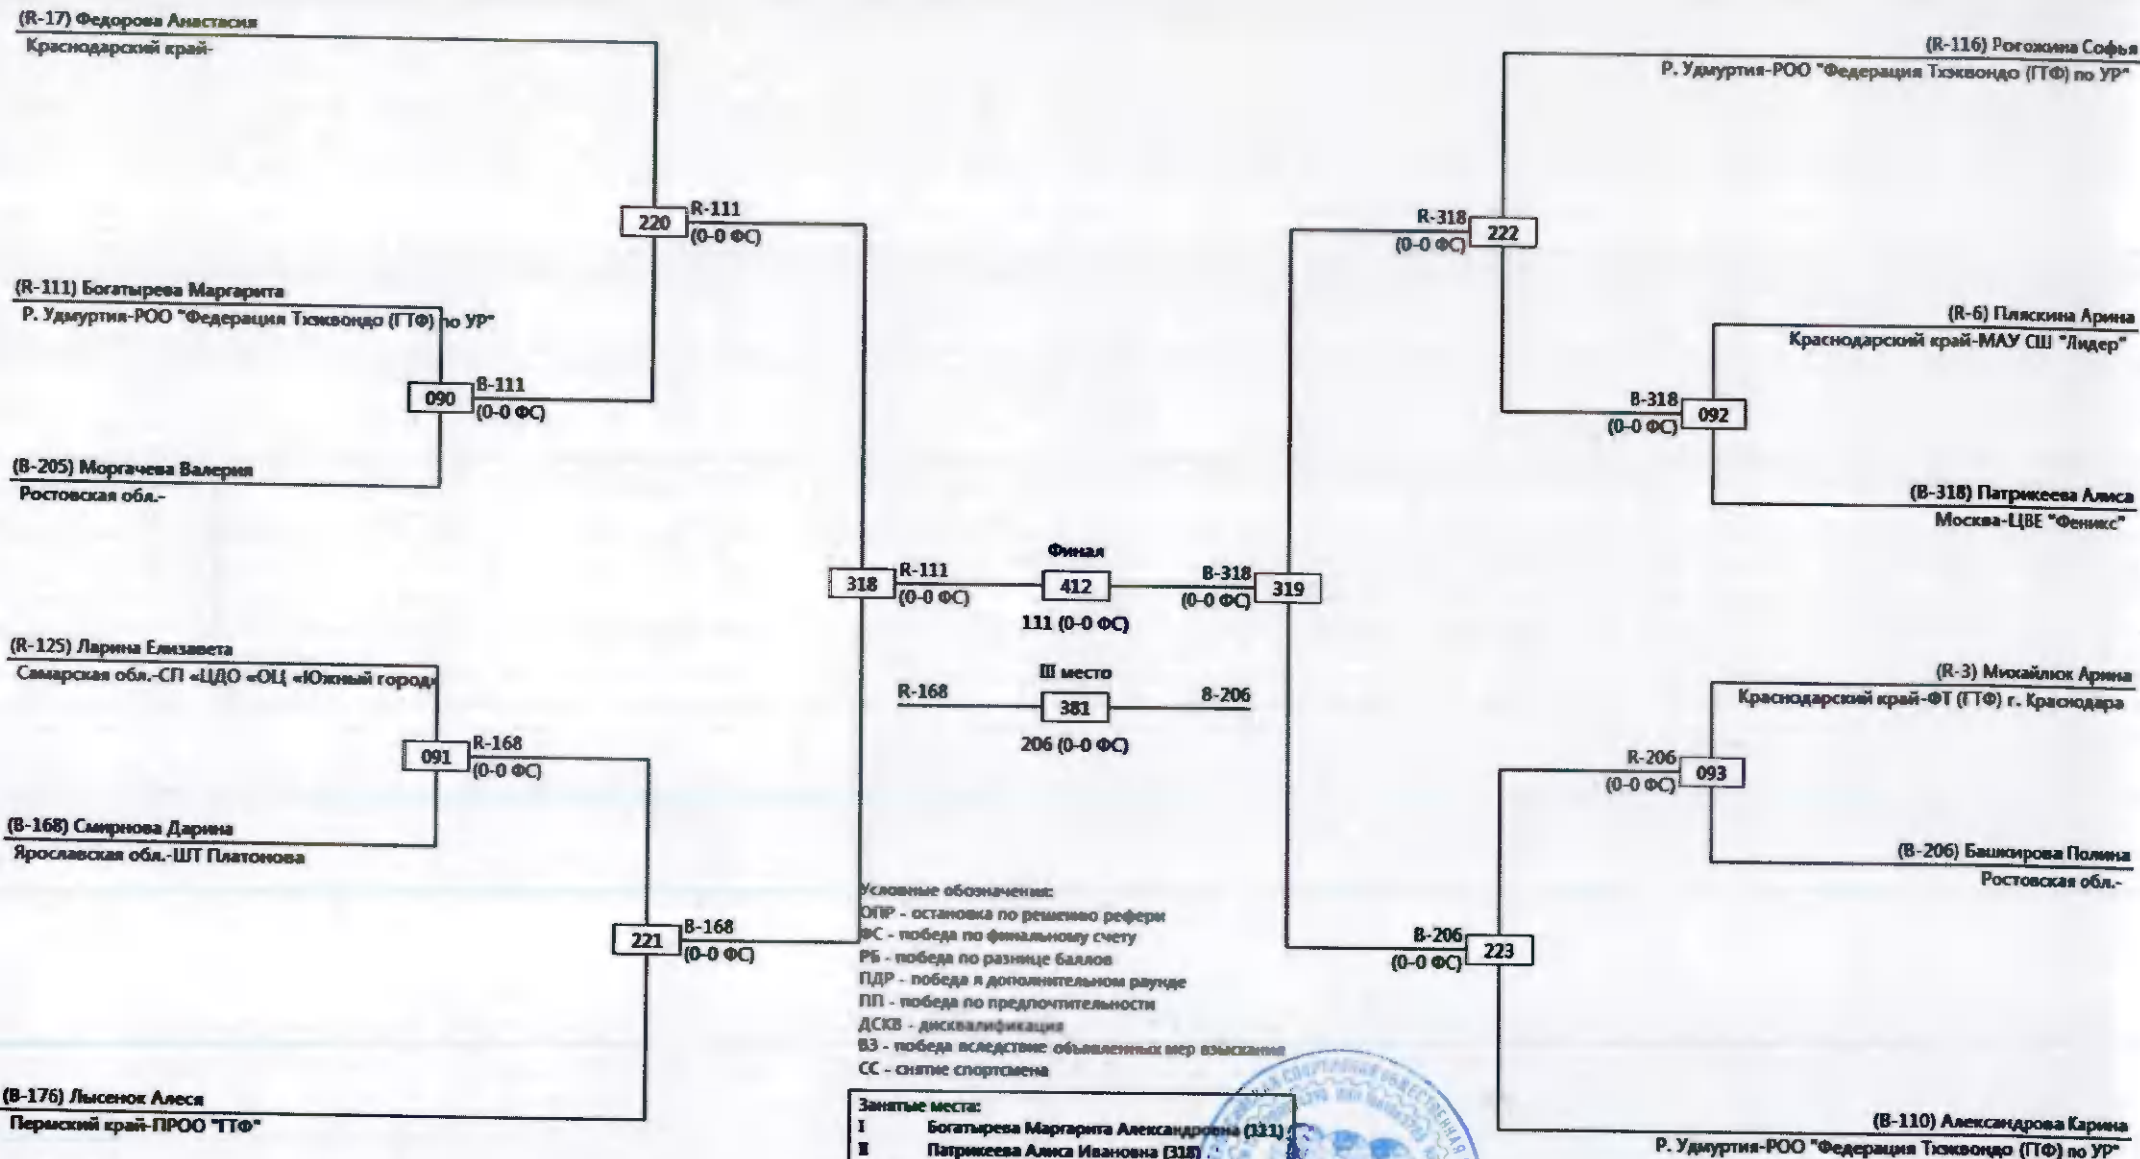 (R-17) Федорова Анастасия
Краснодарский край-
220
R-111
(0-0 ФС)
(R-111) Богатырева Маргарита
Р. Удмуртия-РОО "Федерация Тхэквондо (ГТФ) по УР"
090
B-111
(0-0 ФС)
(B-205) Моргачева Валерия
Ростовская обл.-
318
R-111
(0-0 ФС)
(R-125) Ларина Елизавета
Самарская обл.-СП «ЦДО «ОЦ «Южный город»
091
R-168
(0-0 ФС)
(B-168) Смирнова Дарина
Ярославская обл.-ШТ Платонова
221
B-168
(0-0 ФС)
(B-176) Лысенок Алеся
Пермский край-ПРОО "ГТФ"
Финал
412
111 (0-0 ФС)
III место
R-168
381
B-206
206 (0-0 ФС)
(R-116) Рогожина Софья
Р. Удмуртия-РОО "Федерация Тхэквондо (ГТФ) по УР"
R-318
(0-0 ФС)
222
(R-6) Пляскина Арина
Краснодарский край-МАУ СШ "Лидер"
B-318
(0-0 ФС)
092
(B-318) Патрикеева Алиса
Москва-ЦВЕ "Феникс"
B-318
(0-0 ФС)
319
(R-3) Михайлюк Арина
Краснодарский край-ФТ (ГТФ) г. Краснодара
R-206
(0-0 ФС)
093
(B-206) Башкирова Полина
Ростовская обл.-
B-206
(0-0 ФС)
223
(B-110) Александрова Карина
Р. Удмуртия-РОО "Федерация Тхэквондо (ГТФ) по УР"
Условные обозначения:
ОПР - остановка по решению рефери
ФС - победа по финальному счету
РБ - победа по разнице баллов
ПДР - победа я дополнительном раунде
ПП - победа по предпочтительности
ДСКВ - дисквалификация
ВЗ - победа вследствие объявленных мер взыскания
СС - снятие спортсмена
Занятые места:
I Богатырева Маргарита Александровна (111)
II Патрикеева Алиса Ивановна (318)